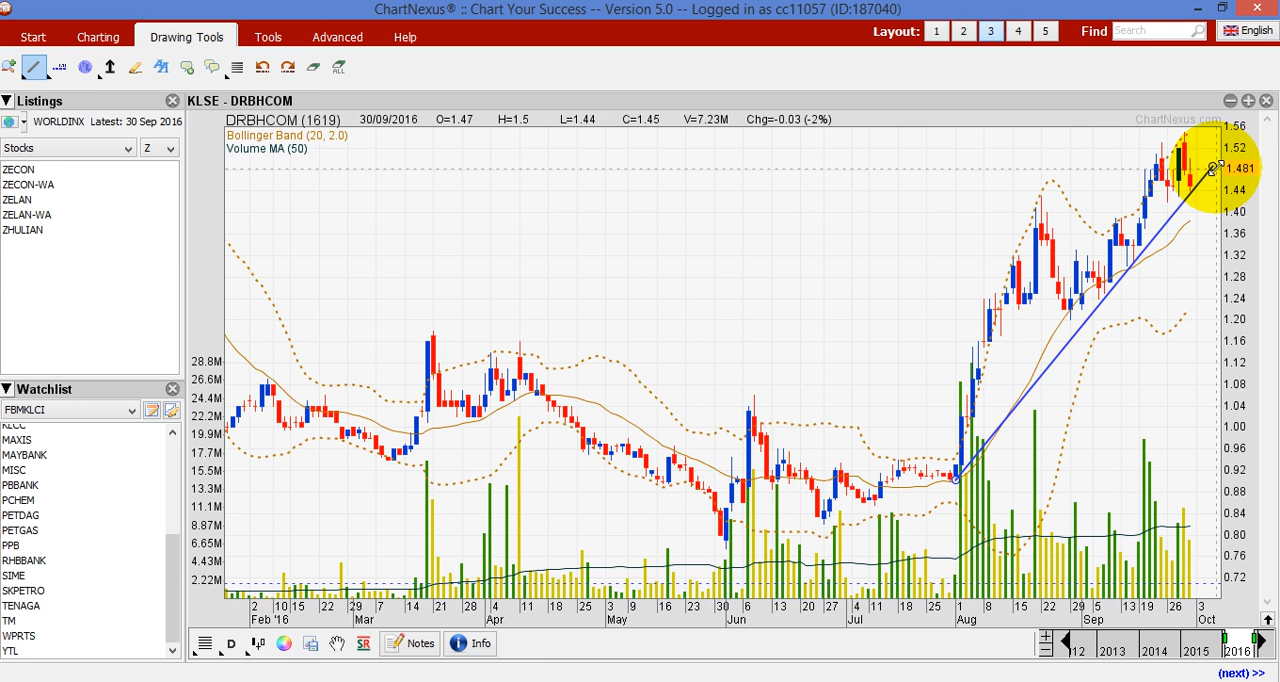 ChartNexus® :: Chart Your Success -- Version 5.0 -- Logged in as cc11057 (ID:187040)
Start Charting Drawing Tools Tools Advanced Help Layout: 1 2 3 4 5 Find Search English
ALL
Listings
WORLDINX Latest: 30 Sep 2016
Stocks Z
ZECON
ZECON-WA
ZELAN
ZELAN-WA
ZHULIAN
Watchlist
FBMKLCI
KLCC
MAXIS
MAYBANK
MISC
PBBANK
PCHEM
PETDAG
PETGAS
PPB
RHBBANK
SIME
SKPETRO
TENAGA
TM
WPRTS
YTL
KLSE - DRBHCOM
DRBHCOM (1619) 30/09/2016 O=1.47 H=1.5 L=1.44 C=1.45 V=7.23M Chg=-0.03 (-2%)
ChartNexus.com
Bollinger Band (20, 2.0)
Volume MA (50)
28.8M
26.6M
24.4M
22.2M
19.9M
17.7M
15.5M
13.3M
11.1M
8.87M
6.65M
4.43M
2.22M
1.56
1.52
1.481
1.44
1.40
1.36
1.32
1.28
1.24
1.20
1.16
1.12
1.08
1.04
1.00
0.96
0.92
0.88
0.84
0.80
0.76
0.72
2 10 15 22 29 7 14 21 28 4 11 18 25 3 9 16 23 30 6 13 20 27 4 11 18 25 1 8 15 22 29 5 13 19 26 3
Feb '16 Mar Apr May Jun Jul Aug Sep Oct
D SR Notes Info
12 2013 2014 2015 2016
(next) >>